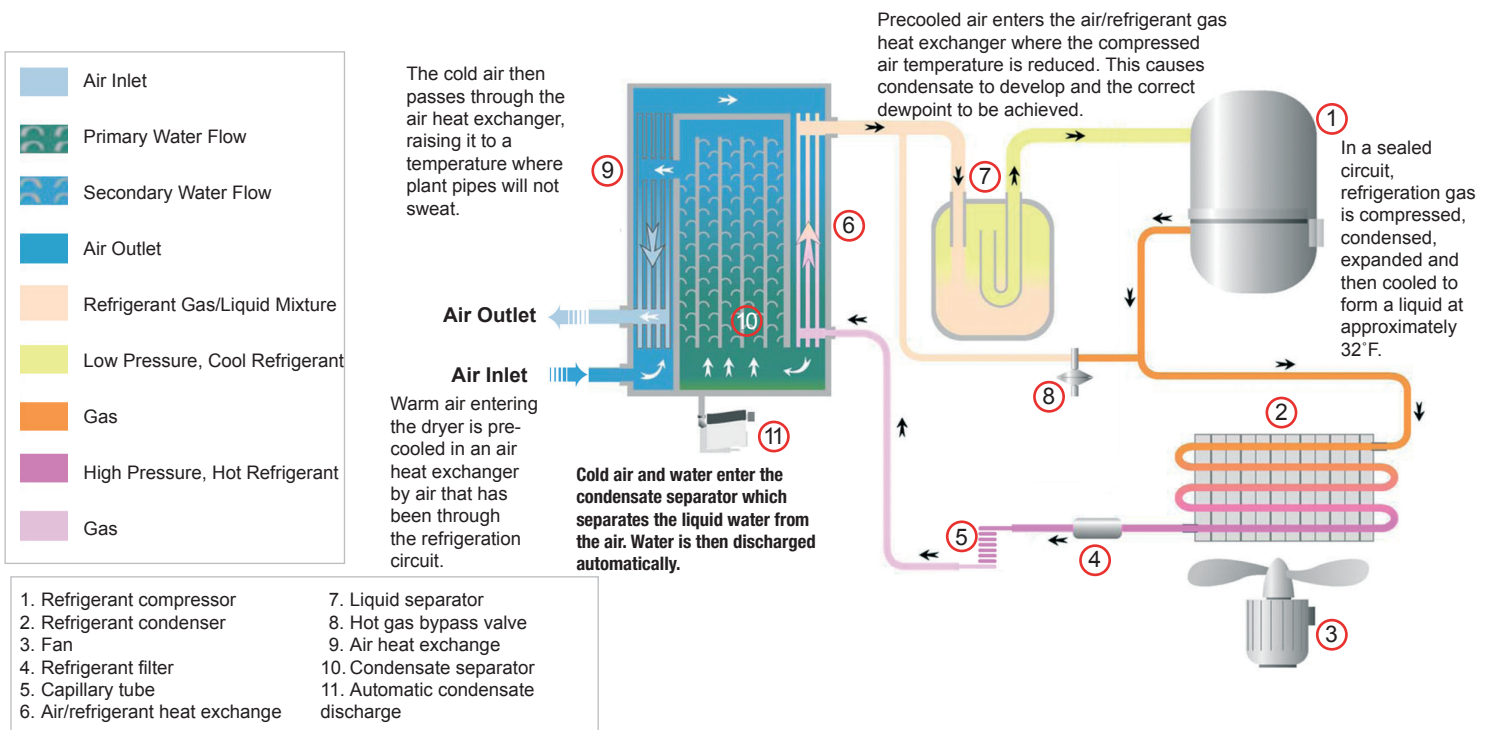 Air Inlet
Primary Water Flow
Secondary Water Flow
Air Outlet
Refrigerant Gas/Liquid Mixture
Low Pressure, Cool Refrigerant
Gas
High Pressure, Hot Refrigerant
Gas
The cold air then
passes through the
air heat exchanger,
raising it to a
temperature where
plant pipes will not
sweat.
Precooled air enters the air/refrigerant gas
heat exchanger where the compressed
air temperature is reduced. This causes
condensate to develop and the correct
dewpoint to be achieved.
1
In a sealed
circuit,
refrigeration gas
is compressed,
condensed,
expanded and
then cooled to
form a liquid at
approximately
32˚F.
9
7
6
10
Air Outlet
Air Inlet
Warm air entering
the dryer is pre-
cooled in an air
heat exchanger
by air that has
been through
the refrigeration
circuit.
11
8
2
Cold air and water enter the
condensate separator which
separates the liquid water from
the air. Water is then discharged
automatically.
5
4
3
1. Refrigerant compressor
2. Refrigerant condenser
3. Fan
4. Refrigerant filter
5. Capillary tube
6. Air/refrigerant heat exchange
7. Liquid separator
8. Hot gas bypass valve
9. Air heat exchange
10. Condensate separator
11. Automatic condensate
discharge